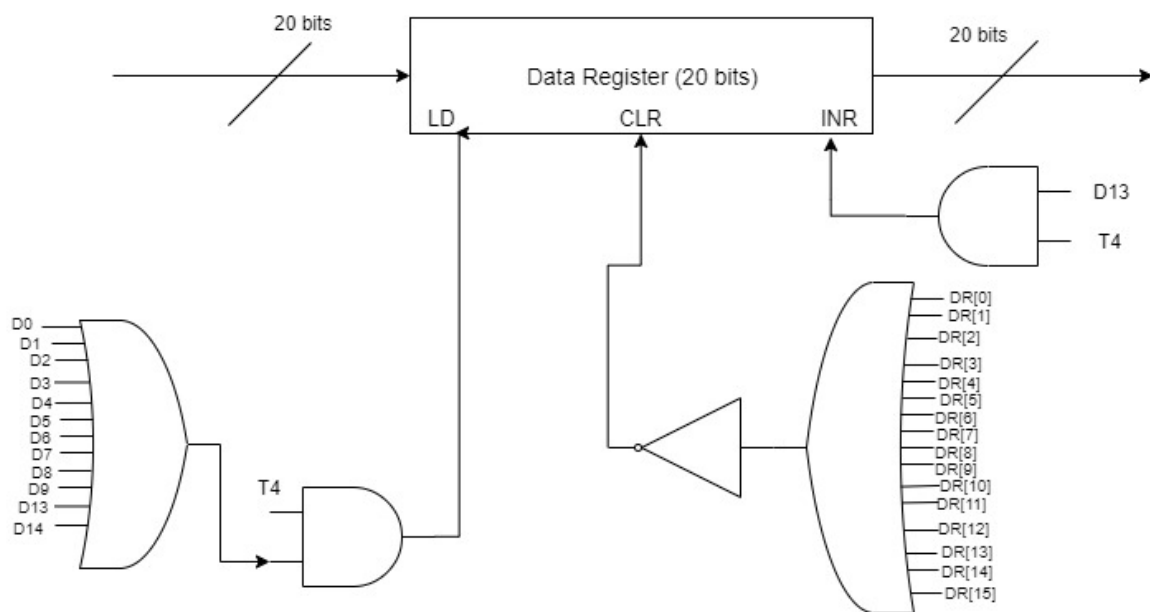 20 bits
20 bits
Data Register (20 bits)
LD
CLR
INR
D13
T4
D0
D1
D2
D3
D4
D5
D6
D7
D8
D9
D13
D14
T4
DR[0]
DR[1]
DR[2]
DR[3]
DR[4]
DR[5]
DR[6]
DR[7]
DR[8]
DR[9]
DR[10]
DR[11]
DR[12]
DR[13]
DR[14]
DR[15]